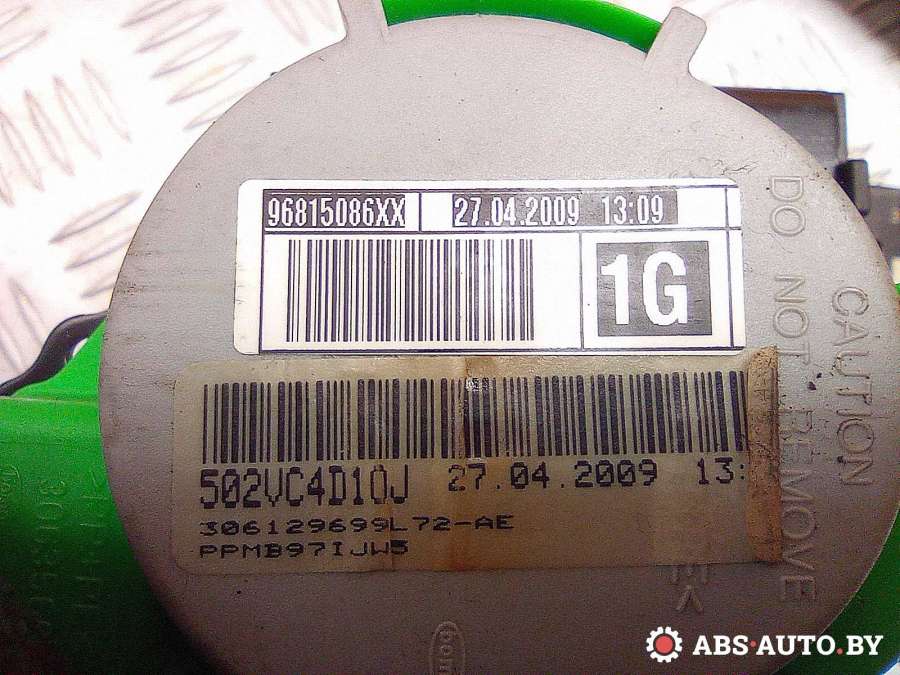 96815086XX 27.04.2009 13:09
1G
502VC4D10J 27.04.2009 13:
306129699L72-AE
PPMB97IJW5
CAUTION
DO NOT REMOVE
ABS-AUTO.BY